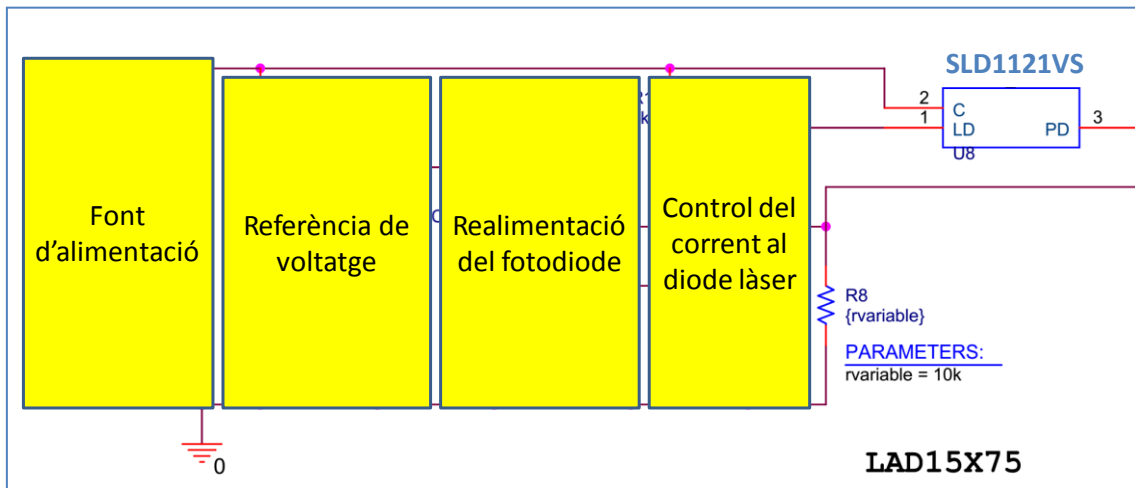 Font
d'alimentació
Referència de
voltatge
Realimentació
del fotodiode
Control del
corrent al
diode làser
SLD1121VS
2
C
1
LD
PD
3
U8
R8
{rvariable}
PARAMETERS:
rvariable = 10k
0
LAD15X75